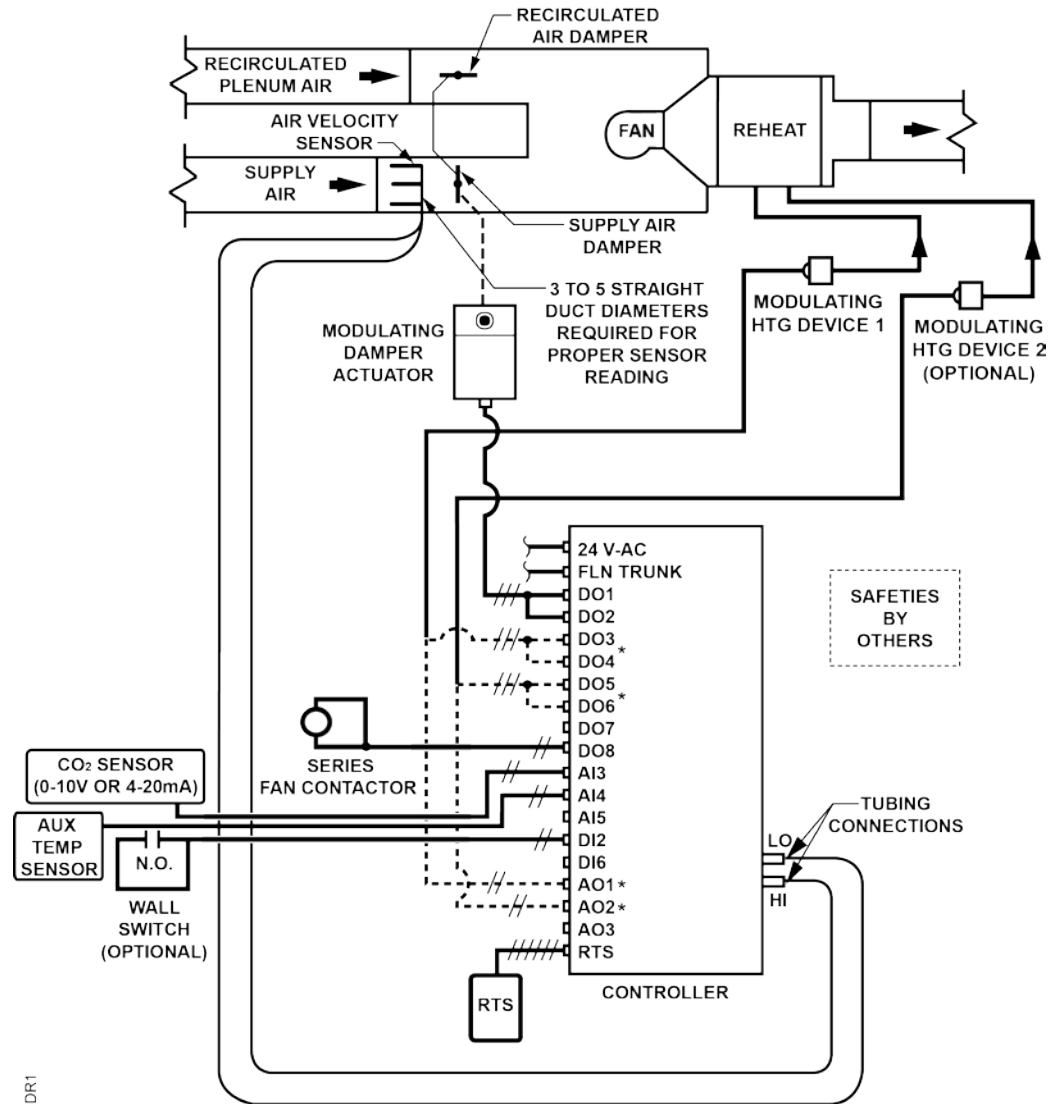 RECIRCULATED
AIR DAMPER
RECIRCULATED
PLENUM AIR
AIR VELOCITY
SENSOR
FAN
REHEAT
SUPPLY
AIR
SUPPLY AIR
DAMPER
3 TO 5 STRAIGHT
DUCT DIAMETERS
REQUIRED FOR
PROPER SENSOR
READING
MODULATING
DAMPER
ACTUATOR
MODULATING
HTG DEVICE 1
MODULATING
HTG DEVICE 2
(OPTIONAL)
24 V-AC
FLN TRUNK
DO1
DO2
DO3
DO4 *
DO5
DO6 *
DO7
DO8
AI3
AI4
AI5
DI2
DI6
AO1 *
AO2 *
AO3
RTS
CONTROLLER
SAFETIES
BY
OTHERS
SERIES
FAN CONTACTOR
CO₂ SENSOR
(0-10V OR 4-20mA)
AUX
TEMP
SENSOR
N.O.
WALL
SWITCH
(OPTIONAL)
TUBING
CONNECTIONS
LO
HI
RTS
DR1